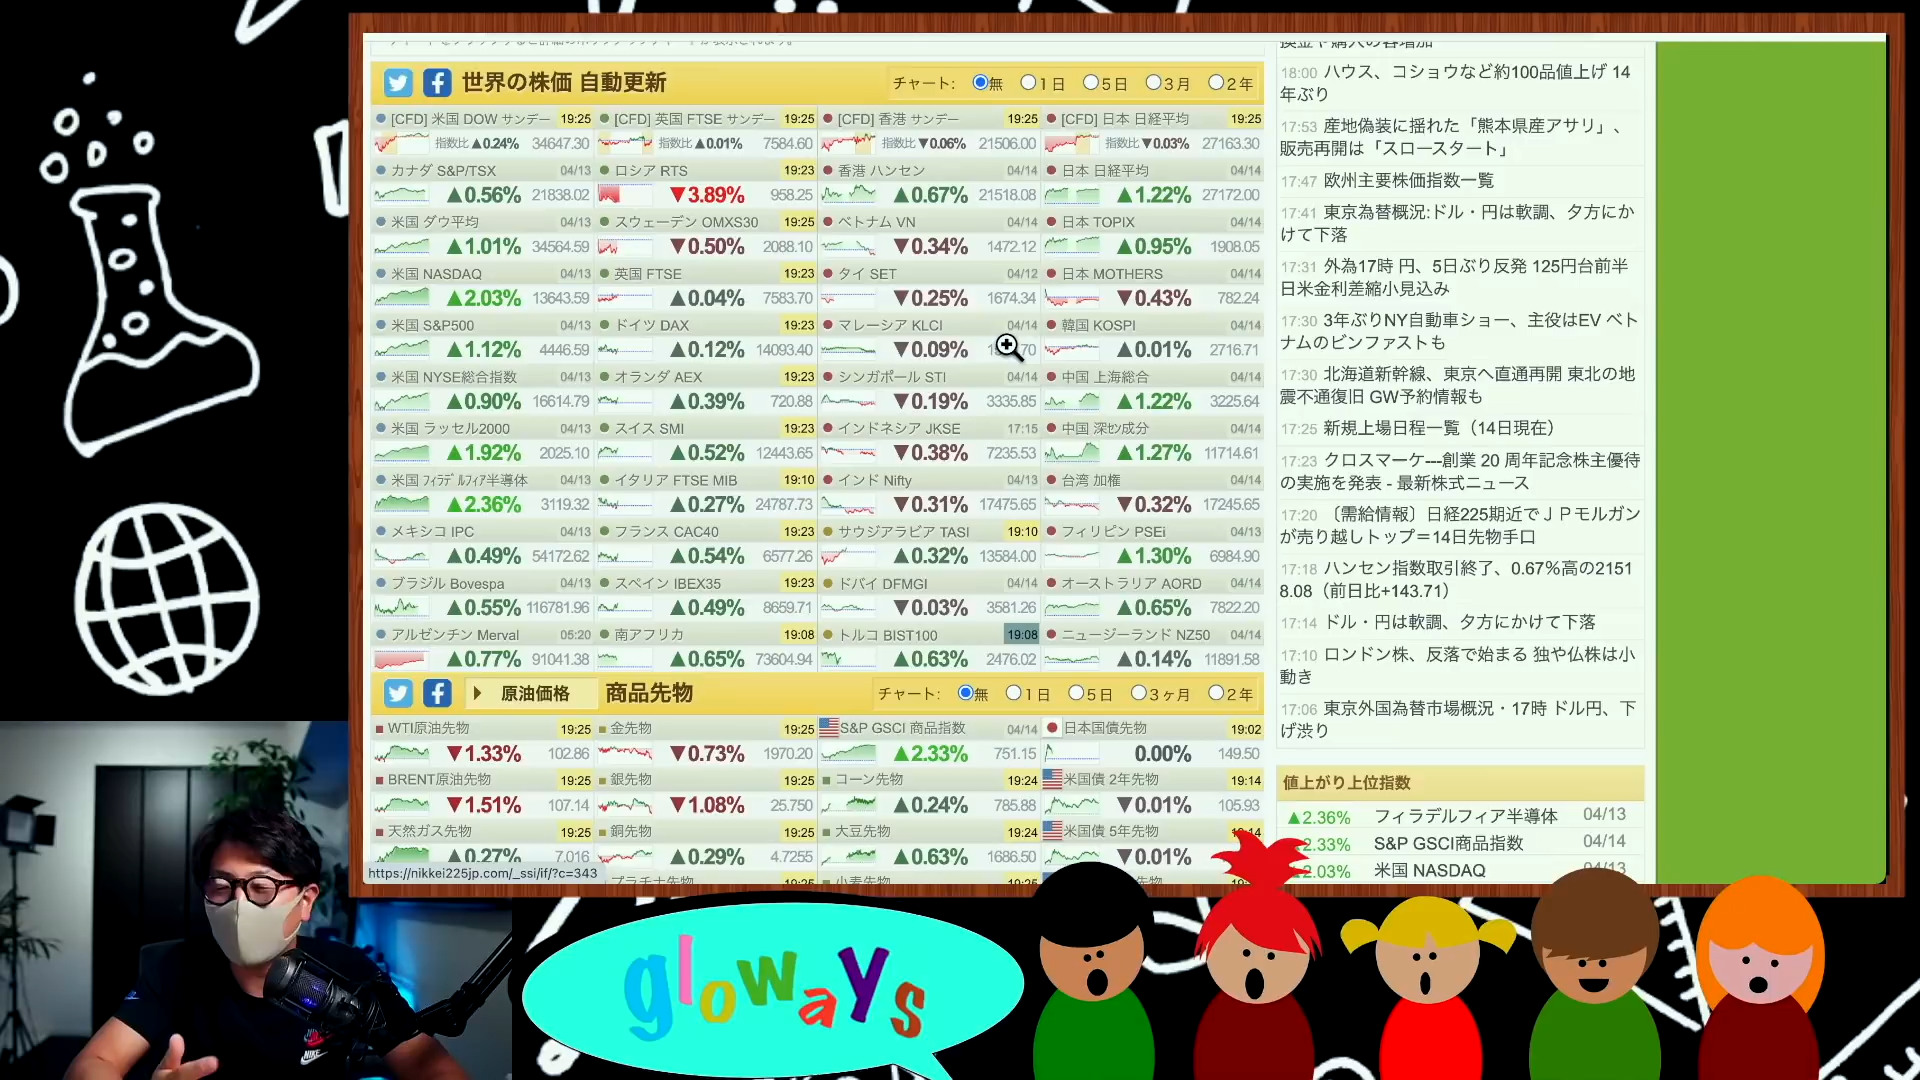 世界の株価 自動更新
チャート: 無 1日 5日 3月 2年
[CFD] 米国 DOW サンデー 19:25
指数比 ▲0.24% 34647.30
[CFD] 英国 FTSE サンデー 19:25
指数比 ▲0.01% 7584.60
[CFD] 香港 サンデー 19:25
指数比 ▼0.06% 21506.00
[CFD] 日本 日経平均 19:25
指数比 ▼0.03% 27163.30
カナダ S&P/TSX 04/13
▲0.56% 21838.02
ロシア RTS 19:23
▼3.89% 958.25
香港 ハンセン 04/14
▲0.67% 21518.08
日本 日経平均 04/14
▲1.22% 27172.00
米国 ダウ平均 04/13
▲1.01% 34564.59
スウェーデン OMXS30 19:25
▼0.50% 2088.10
ベトナム VN 04/14
▼0.34% 1472.12
日本 TOPIX 04/14
▲0.95% 1908.05
米国 NASDAQ 04/13
▲2.03% 13643.59
英国 FTSE 19:23
▲0.04% 7583.70
タイ SET 04/12
▼0.25% 1674.34
日本 MOTHERS 04/14
▼0.43% 782.24
米国 S&P500 04/13
▲1.12% 4446.59
ドイツ DAX 19:23
▲0.12% 14093.40
マレーシア KLCI 04/14
▼0.09%
韓国 KOSPI 04/14
▲0.01% 2716.71
米国 NYSE総合指数 04/13
▲0.90% 16614.79
オランダ AEX 19:23
▲0.39% 720.88
シンガポール STI 04/14
▼0.19% 3335.85
中国 上海総合 04/14
▲1.22% 3225.64
米国 ラッセル2000 04/13
▲1.92% 2025.10
スイス SMI 19:23
▲0.52% 12443.65
インドネシア JKSE 17:15
▼0.38% 7235.53
中国 深セン成分 04/14
▲1.27% 11714.61
米国 フィラデルフィア半導体 04/13
▲2.36% 3119.32
イタリア FTSE MIB 19:10
▲0.27% 24787.73
インド Nifty 04/13
▼0.31% 17475.65
台湾 加権 04/14
▼0.32% 17245.65
メキシコ IPC 04/13
▲0.49% 54172.62
フランス CAC40 19:23
▲0.54% 6577.26
サウジアラビア TASI 19:10
▲0.32% 13584.00
フィリピン PSEi 04/13
▲1.30% 6984.90
ブラジル Bovespa 04/13
▲0.55% 116781.96
スペイン IBEX35 19:23
▲0.49% 8659.71
ドバイ DFMGI 04/14
▼0.03% 3581.26
オーストラリア AORD 04/14
▲0.65% 7822.20
アルゼンチン Merval 05:20
▲0.77% 91041.38
南アフリカ 19:08
▲0.65% 73604.94
トルコ BIST100 19:08
▲0.63% 2476.02
ニュージーランド NZ50 04/14
▲0.14% 11891.58
原油価格 商品先物
チャート: 無 1日 5日 3ヶ月 2年
WTI原油先物 19:25
▼1.33% 102.86
金先物 19:25
▼0.73% 1970.20
S&P GSCI 商品指数 04/14
▲2.33% 751.15
日本国債先物 19:02
0.00% 149.50
BRENT原油先物 19:25
▼1.51% 107.14
銀先物 19:25
▼1.08% 25.750
コーン先物 19:24
▲0.24% 785.88
米国債 2年先物 19:14
▼0.01% 105.93
天然ガス先物 19:25
▲0.27% 7.016
銅先物 19:25
▲0.29% 4.7255
大豆先物 19:24
▲0.63% 1686.50
米国債 5年先物
▼0.01%
https://nikkei225jp.com/_ssi/if/?c=343
プラチナ先物
小麦先物
換金や購入の客増加
18:00 ハウス、コショウなど約100品値上げ 14
年ぶり
17:53 産地偽装に揺れた「熊本県産アサリ」、
販売再開は「スロースタート」
17:47 欧州主要株価指数一覧
17:41 東京為替概況:ドル・円は軟調、夕方にか
けて下落
17:31 外為17時 円、5日ぶり反発 125円台前半
日米金利差縮小見込み
17:30 3年ぶりNY自動車ショー、主役はEV ベト
ナムのビンファストも
17:30 北海道新幹線、東京へ直通再開 東北の地
震不通復旧 GW予約情報も
17:25 新規上場日程一覧（14日現在）
17:23 クロスマーケ---創業 20 周年記念株主優待
の実施を発表 - 最新株式ニュース
17:20 〔需給情報〕日経225期近でＪＰモルガン
が売り越しトップ＝14日先物手口
17:18 ハンセン指数取引終了、0.67％高の2151
8.08（前日比+143.71）
17:14 ドル・円は軟調、夕方にかけて下落
17:10 ロンドン株、反落で始まる 独や仏株は小
動き
17:06 東京外国為替市場概況・17時 ドル円、下
げ渋り
値上がり上位指数
▲2.36% フィラデルフィア半導体 04/13
2.33% S&P GSCI商品指数 04/14
2.03% 米国 NASDAQ
gloways
NIKE